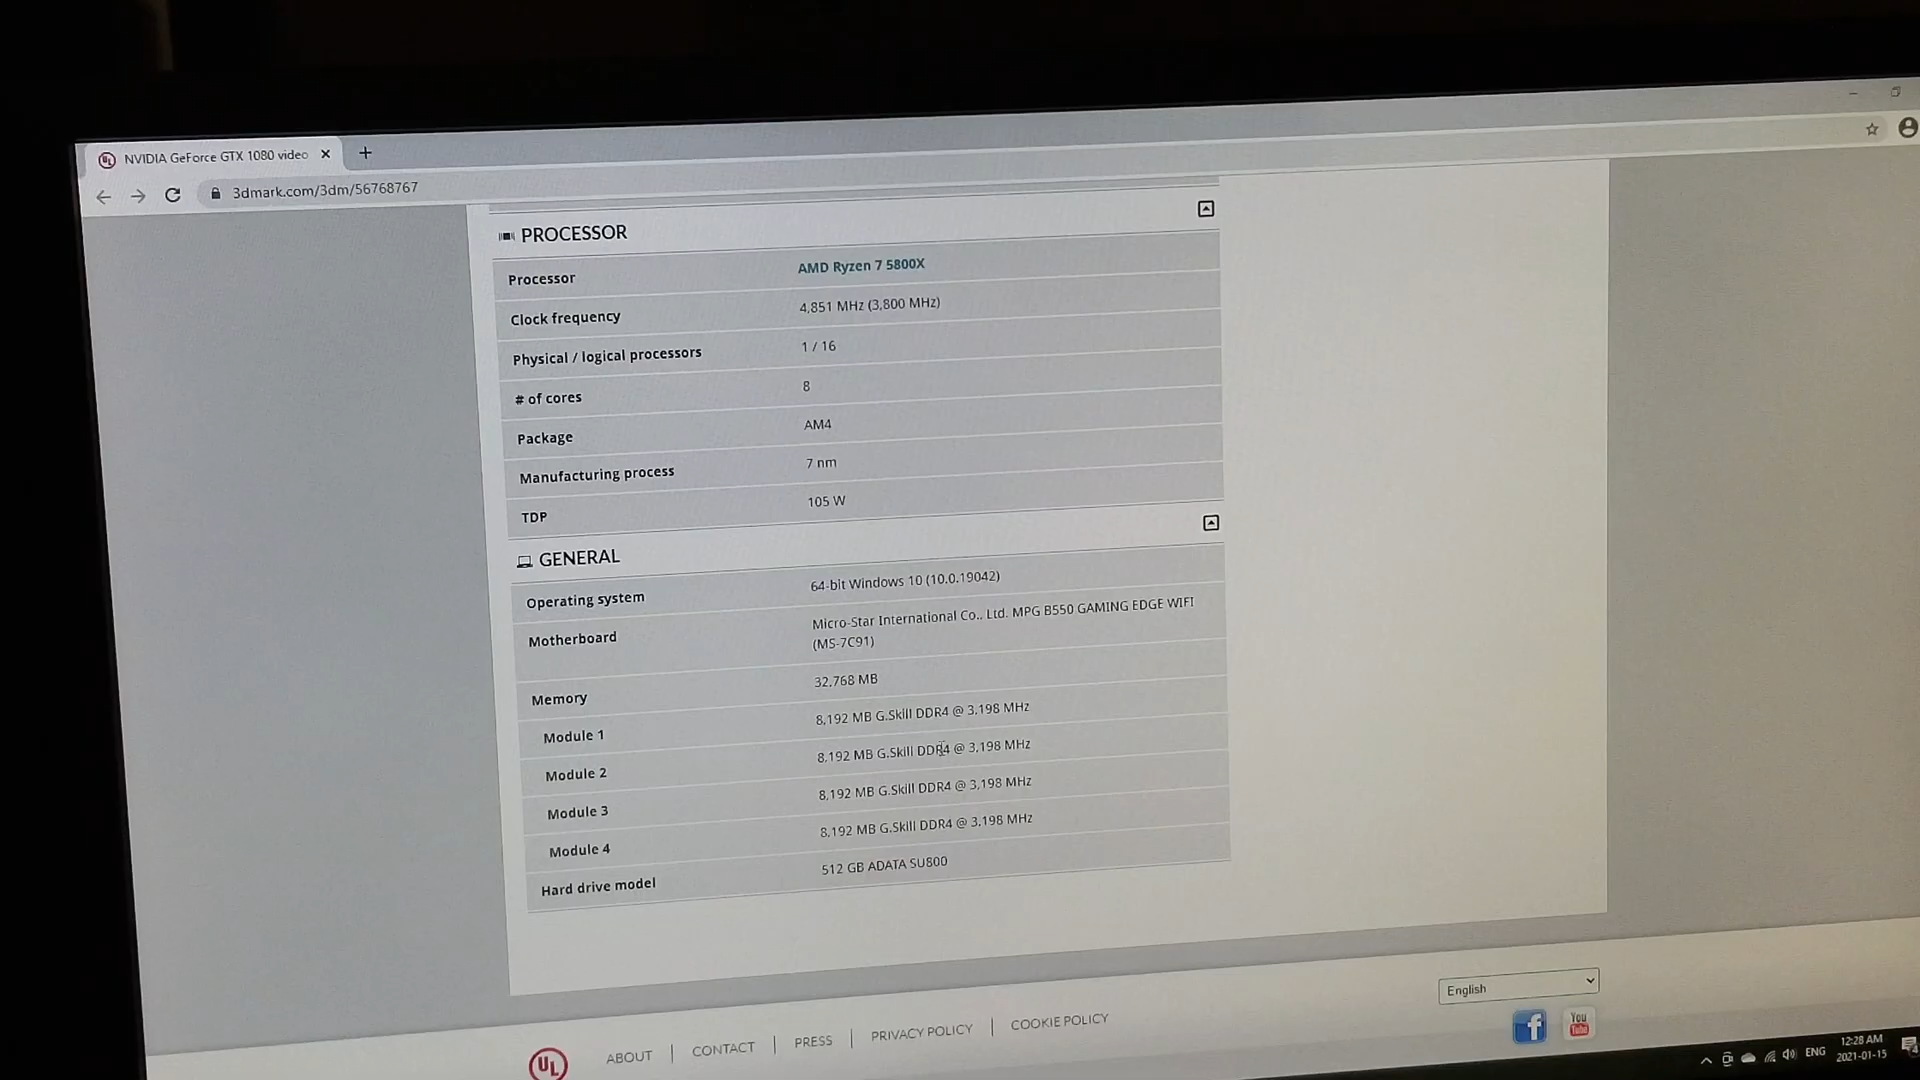 NVIDIA GeForce GTX 1080 video
3dmark.com/3dm/56768767
PROCESSOR
Processor AMD Ryzen 7 5800X
Clock frequency 4,851 MHz (3,800 MHz)
Physical / logical processors 1 / 16
# of cores 8
Package AM4
Manufacturing process 7 nm
TDP 105 W
GENERAL
Operating system 64-bit Windows 10 (10.0.19042)
Motherboard Micro-Star International Co., Ltd. MPG B550 GAMING EDGE WIFI
(MS-7C91)
Memory 32,768 MB
Module 1 8,192 MB G.Skill DDR4 @ 3,198 MHz
Module 2 8,192 MB G.Skill DDR4 @ 3,198 MHz
Module 3 8,192 MB G.Skill DDR4 @ 3,198 MHz
Module 4 8,192 MB G.Skill DDR4 @ 3,198 MHz
Hard drive model 512 GB ADATA SU800
English
UL ABOUT CONTACT PRESS PRIVACY POLICY COOKIE POLICY
f You Tube
ENG 12:28 AM
2021-01-15
4